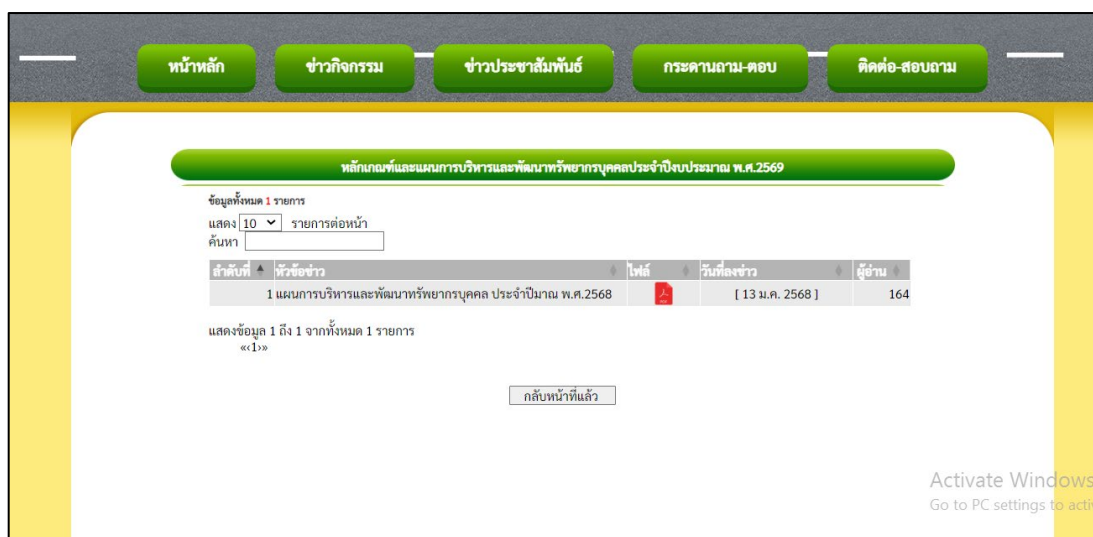 หน้าหลัก ข่าวกิจกรรม ข่าวประชาสัมพันธ์ กระดานถาม-ตอบ ติดต่อ-สอบถาม
หลักเกณฑ์และแผนการบริหารและพัฒนาทรัพยากรบุคคลประจำปีงบประมาณ พ.ศ.2569
ข้อมูลทั้งหมด 1 รายการ
แสดง 10 รายการต่อหน้า
ค้นหา
ลำดับที่ หัวข้อข่าว ไฟล์ วันที่ลงข่าว ผู้อ่าน
1 แผนการบริหารและพัฒนาทรัพยากรบุคคล ประจำปีมาณ พ.ศ.2568 [ 13 ม.ค. 2568 ] 164
แสดงข้อมูล 1 ถึง 1 จากทั้งหมด 1 รายการ
«‹1›»
กลับหน้าที่แล้ว
Activate Windows
Go to PC settings to acti